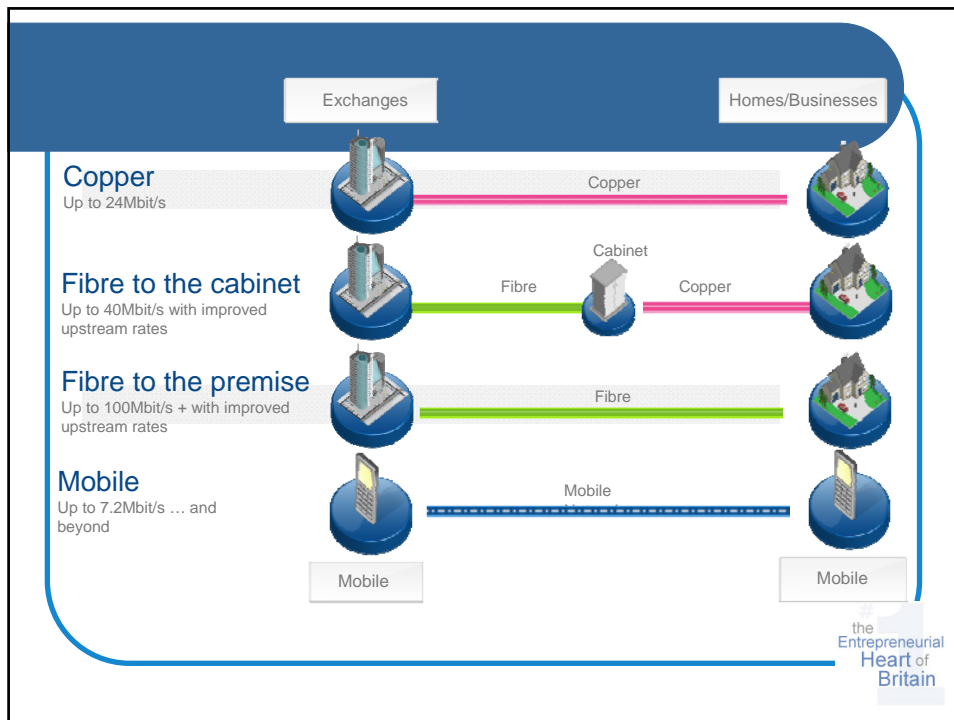 Exchanges
Homes/Businesses
Copper
Up to 24Mbit/s
Copper
Fibre to the cabinet
Up to 40Mbit/s with improved
upstream rates
Fibre
Cabinet
Copper
Fibre to the premise
Up to 100Mbit/s + with improved
upstream rates
Fibre
Mobile
Up to 7.2Mbit/s … and
beyond
Mobile
Mobile
Mobile
#1
the
Entrepreneurial
Heart of
Britain